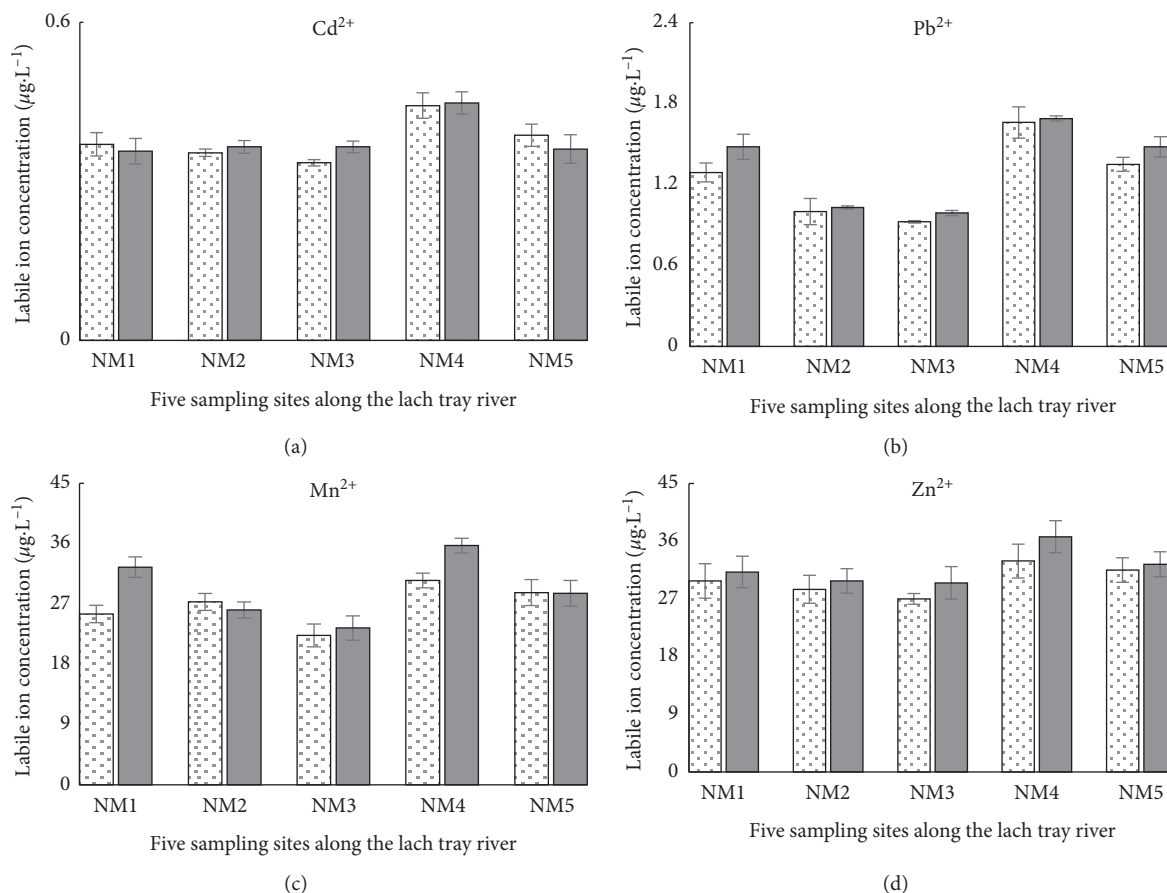 Cd²⁺
Labile ion concentration (µg·L⁻¹)
0.6
0
NM1 NM2 NM3 NM4 NM5
Five sampling sites along the lach tray river
(a)
Pb²⁺
Labile ion concentration (µg·L⁻¹)
2.4
1.8
1.2
0.6
0
NM1 NM2 NM3 NM4 NM5
Five sampling sites along the lach tray river
(b)
Mn²⁺
Labile ion concentration (µg·L⁻¹)
45
36
27
18
9
0
NM1 NM2 NM3 NM4 NM5
Five sampling sites along the lach tray river
(c)
Zn²⁺
Labile ion concentration (µg·L⁻¹)
45
36
27
18
9
0
NM1 NM2 NM3 NM4 NM5
Five sampling sites along the lach tray river
(d)